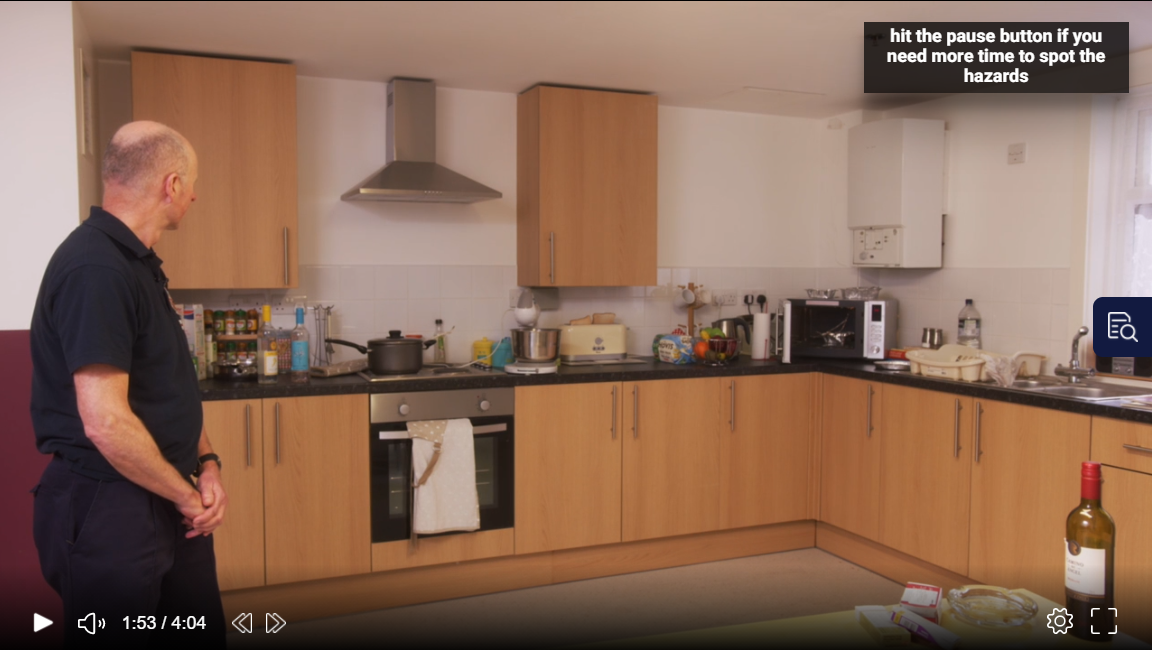 hit the pause button if you
need more time to spot the
hazards
1:53 / 4:04